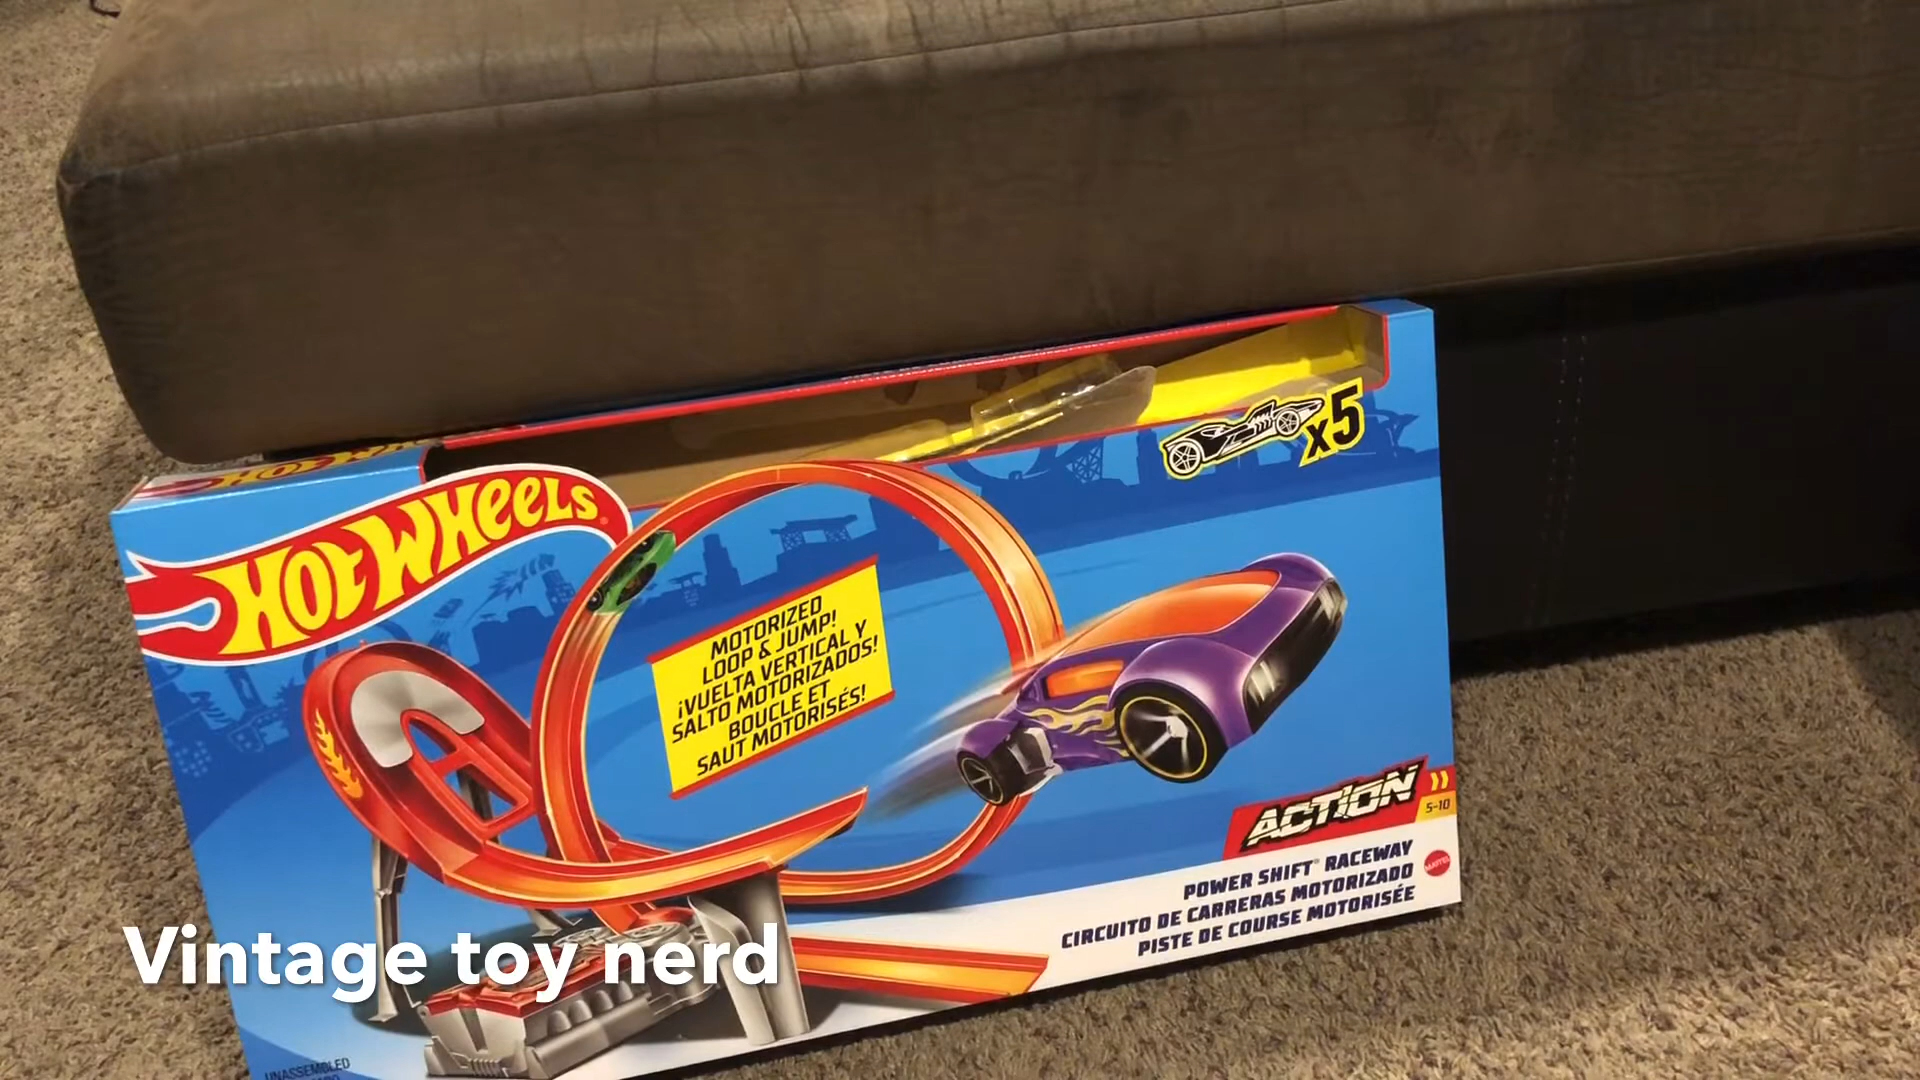 x5
HOT WHEELS
MOTORIZED
LOOP & JUMP!
¡VUELTA VERTICAL Y
SALTO MOTORIZADOS!
BOUCLE ET
SAUT MOTORISÉS!
ACTION
5-10
POWER SHIFT® RACEWAY
MATTEL
CIRCUITO DE CARRERAS MOTORIZADO
PISTE DE COURSE MOTORISÉE
Vintage toy nerd
UNASSEMBLED